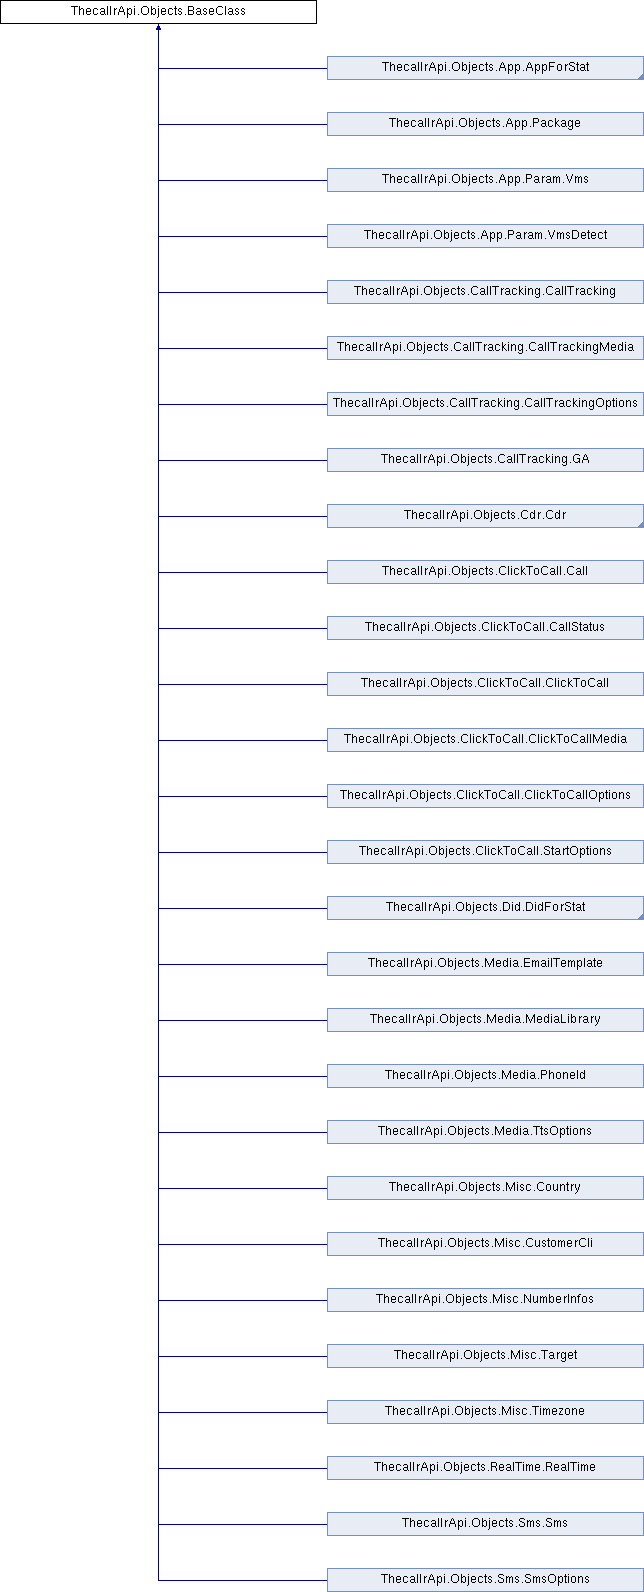 ThecallrApi.Objects.BaseClass
ThecallrApi.Objects.App.AppForStat
ThecallrApi.Objects.App.Package
ThecallrApi.Objects.App.Param.Vms
ThecallrApi.Objects.App.Param.VmsDetect
ThecallrApi.Objects.CallTracking.CallTracking
ThecallrApi.Objects.CallTracking.CallTrackingMedia
ThecallrApi.Objects.CallTracking.CallTrackingOptions
ThecallrApi.Objects.CallTracking.GA
ThecallrApi.Objects.Cdr.Cdr
ThecallrApi.Objects.ClickToCall.Call
ThecallrApi.Objects.ClickToCall.CallStatus
ThecallrApi.Objects.ClickToCall.ClickToCall
ThecallrApi.Objects.ClickToCall.ClickToCallMedia
ThecallrApi.Objects.ClickToCall.ClickToCallOptions
ThecallrApi.Objects.ClickToCall.StartOptions
ThecallrApi.Objects.Did.DidForStat
ThecallrApi.Objects.Media.EmailTemplate
ThecallrApi.Objects.Media.MediaLibrary
ThecallrApi.Objects.Media.PhoneId
ThecallrApi.Objects.Media.TtsOptions
ThecallrApi.Objects.Misc.Country
ThecallrApi.Objects.Misc.CustomerCli
ThecallrApi.Objects.Misc.NumberInfos
ThecallrApi.Objects.Misc.Target
ThecallrApi.Objects.Misc.Timezone
ThecallrApi.Objects.RealTime.RealTime
ThecallrApi.Objects.Sms.Sms
ThecallrApi.Objects.Sms.SmsOptions